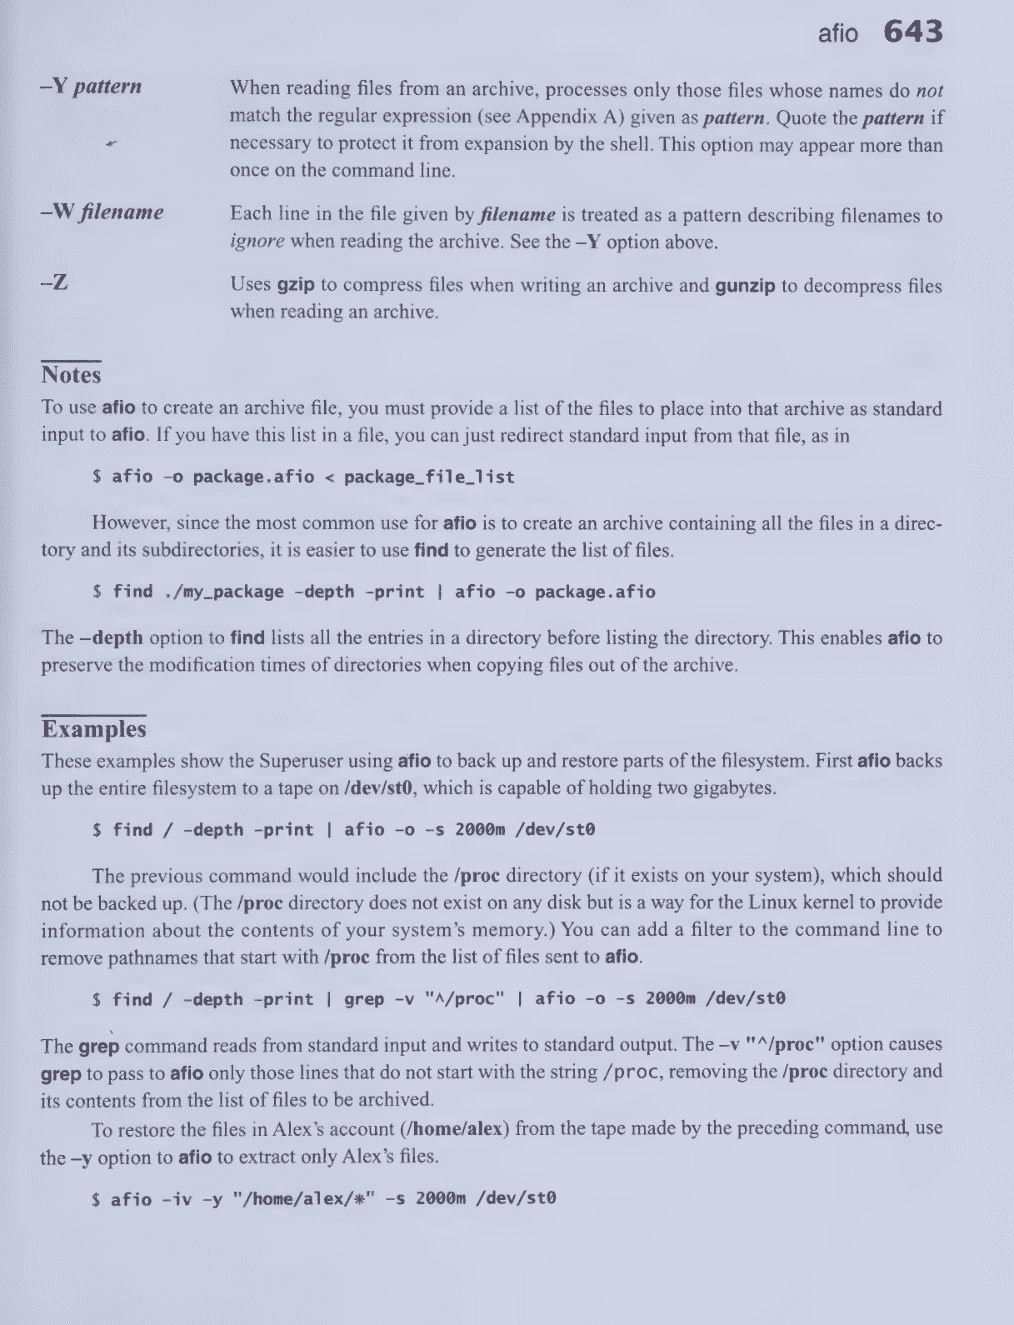 afio 643
–Y pattern When reading files from an archive, processes only those files whose names do not
match the regular expression (see Appendix A) given as pattern. Quote the pattern if
necessary to protect it from expansion by the shell. This option may appear more than
once on the command line.
–W filename Each line in the file given by filename is treated as a pattern describing filenames to
ignore when reading the archive. See the –Y option above.
–Z Uses gzip to compress files when writing an archive and gunzip to decompress files
when reading an archive.
Notes
To use afio to create an archive file, you must provide a list of the files to place into that archive as standard
input to afio. If you have this list in a file, you can just redirect standard input from that file, as in
$ afio -o package.afio < package_file_list
However, since the most common use for afio is to create an archive containing all the files in a direc-
tory and its subdirectories, it is easier to use find to generate the list of files.
$ find ./my_package -depth -print | afio -o package.afio
The –depth option to find lists all the entries in a directory before listing the directory. This enables afio to
preserve the modification times of directories when copying files out of the archive.
Examples
These examples show the Superuser using afio to back up and restore parts of the filesystem. First afio backs
up the entire filesystem to a tape on /dev/st0, which is capable of holding two gigabytes.
$ find / -depth -print | afio -o -s 2000m /dev/st0
The previous command would include the /proc directory (if it exists on your system), which should
not be backed up. (The /proc directory does not exist on any disk but is a way for the Linux kernel to provide
information about the contents of your system's memory.) You can add a filter to the command line to
remove pathnames that start with /proc from the list of files sent to afio.
$ find / -depth -print | grep -v "^/proc" | afio -o -s 2000m /dev/st0
The grep command reads from standard input and writes to standard output. The –v "^/proc" option causes
grep to pass to afio only those lines that do not start with the string /proc, removing the /proc directory and
its contents from the list of files to be archived.
To restore the files in Alex's account (/home/alex) from the tape made by the preceding command, use
the –y option to afio to extract only Alex's files.
$ afio -iv -y "/home/alex/*" -s 2000m /dev/st0